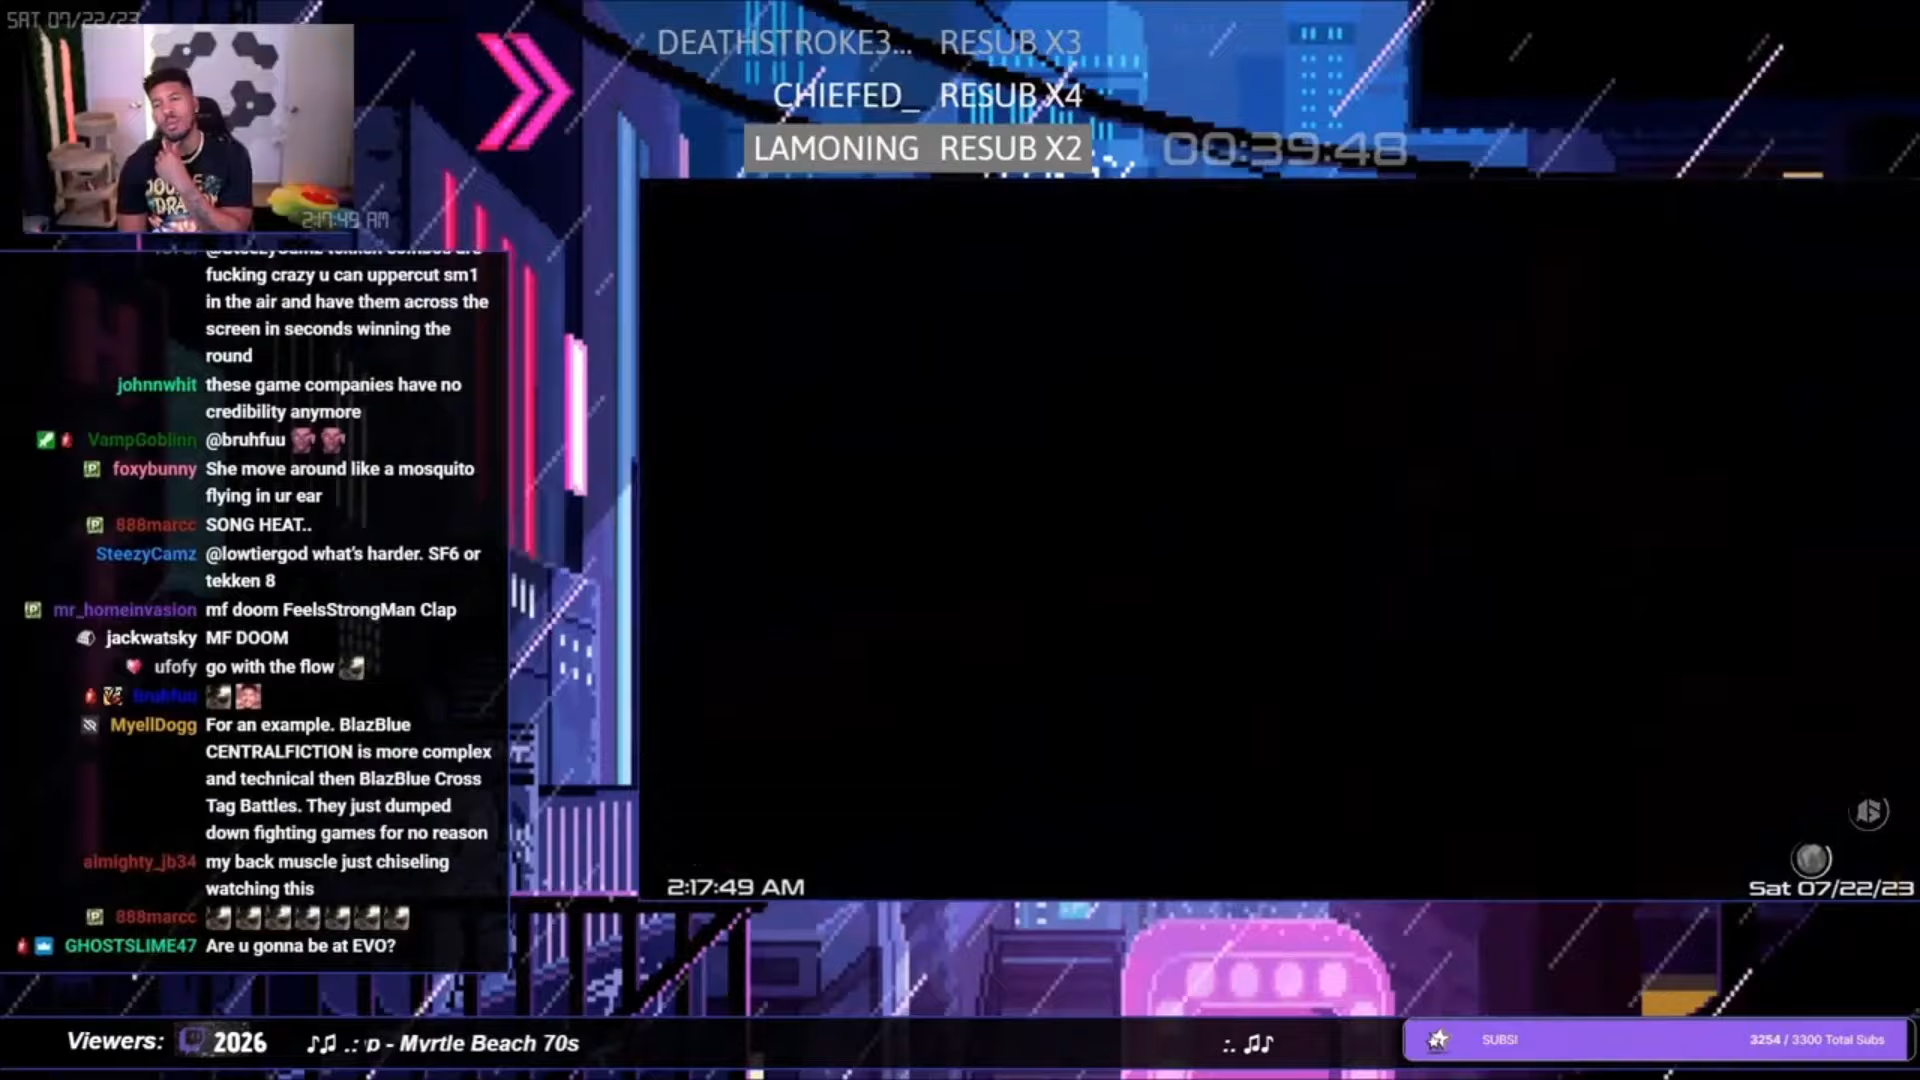 SAT 07/22/23
DEATHSTROKE3... RESUB X3
CHIEFED_ RESUB X4
LAMONING RESUB X2
00:39:48
2:17:49 AM
fucking crazy u can uppercut sm1
in the air and have them across the
screen in seconds winning the
round
johnnwhit these game companies have no
credibility anymore
VampGoblinn @bruhfuu
foxybunny She move around like a mosquito
flying in ur ear
888marcc SONG HEAT..
SteezyCamz @lowtiergod what's harder. SF6 or
tekken 8
mr_homeinvasion mf doom FeelsStrongMan Clap
jackwatsky MF DOOM
ufofy go with the flow
Bruhfuu
MyellDogg For an example. BlazBlue
CENTRALFICTION is more complex
and technical then BlazBlue Cross
Tag Battles. They just dumped
down fighting games for no reason
almighty_jb34 my back muscle just chiseling
watching this
888marcc
GHOSTSLIME47 Are u gonna be at EVO?
2:17:49 AM
Sat 07/22/23
Viewers: 2026 ♪♫ .: p - Myrtle Beach 70s :. ♫♪
SUBS! 3254 / 3300 Total Subs